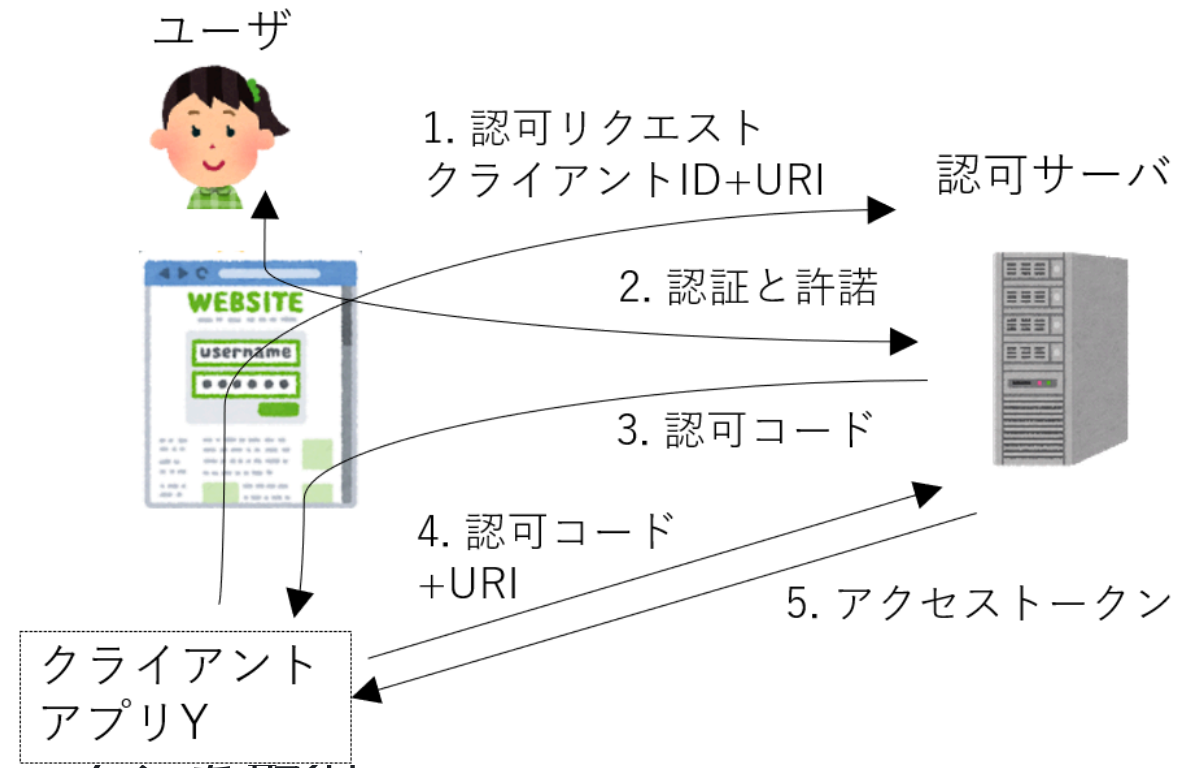 ユーザ
1. 認可リクエスト
クライアントID+URI
認可サーバ
WEBSITE
username
2. 認証と許諾
3. 認可コード
4. 認可コード
+URI
5. アクセストークン
クライアント
アプリY